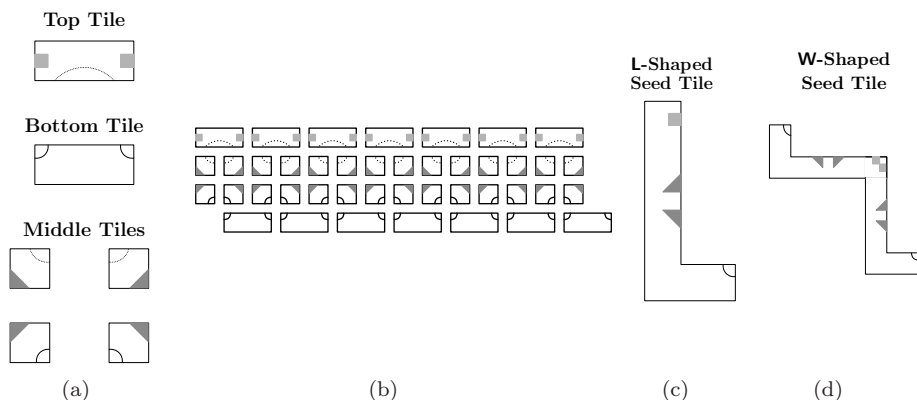 Top Tile
Bottom Tile
Middle Tiles
L-Shaped
Seed Tile
W-Shaped
Seed Tile
(a)
(b)
(c)
(d)